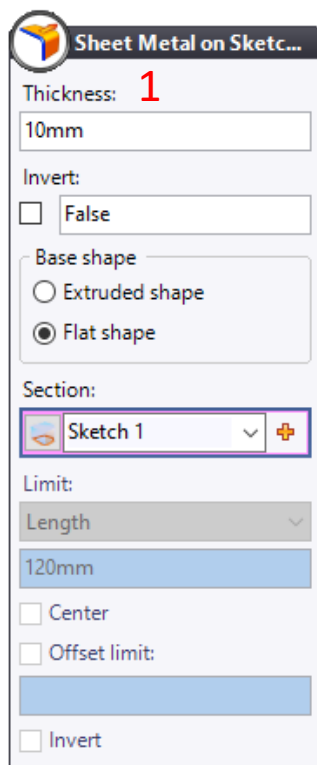 Sheet Metal on Sketc...
Thickness: 1
10mm
Invert:
False
Base shape
Extruded shape
Flat shape
Section:
Sketch 1
Limit:
Length
120mm
Center
Offset limit:
Invert